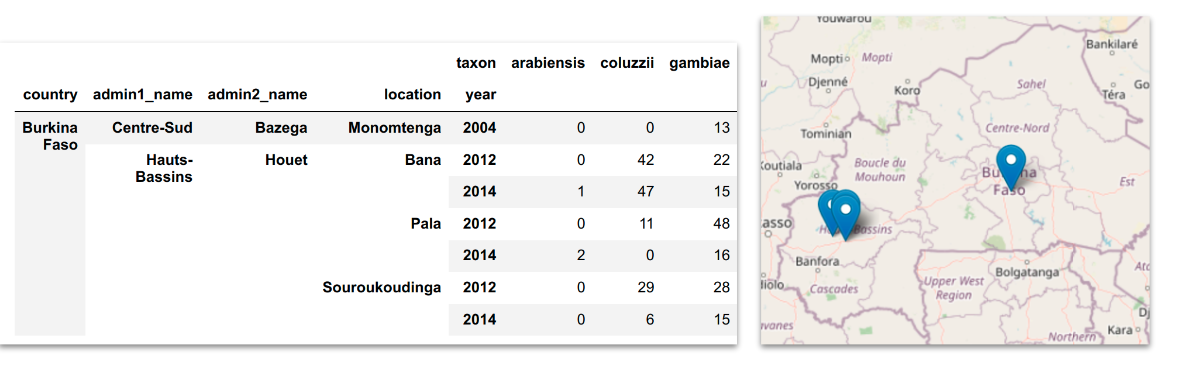 taxon arabiensis coluzzii gambiae
country admin1_name admin2_name location year
Burkina Faso Centre-Sud Bazega Monomtenga 2004 0 0 13
Hauts-Bassins Houet Bana 2012 0 42 22
2014 1 47 15
Pala 2012 0 11 48
2014 2 0 16
Souroukoudinga 2012 0 29 28
2014 0 6 15
Youwarou
Bankilaré
Mopti Mopti
Djenné
Koro
Sahel
Téra
Go
Tominian
Centre-Nord
Koutiala
Boucle du
Mouhoun
Yorosso
Faso
Est
asso
Bassins
Banfora
Bolgatanga
Upper West
Region
Cascades
Kara
Northern